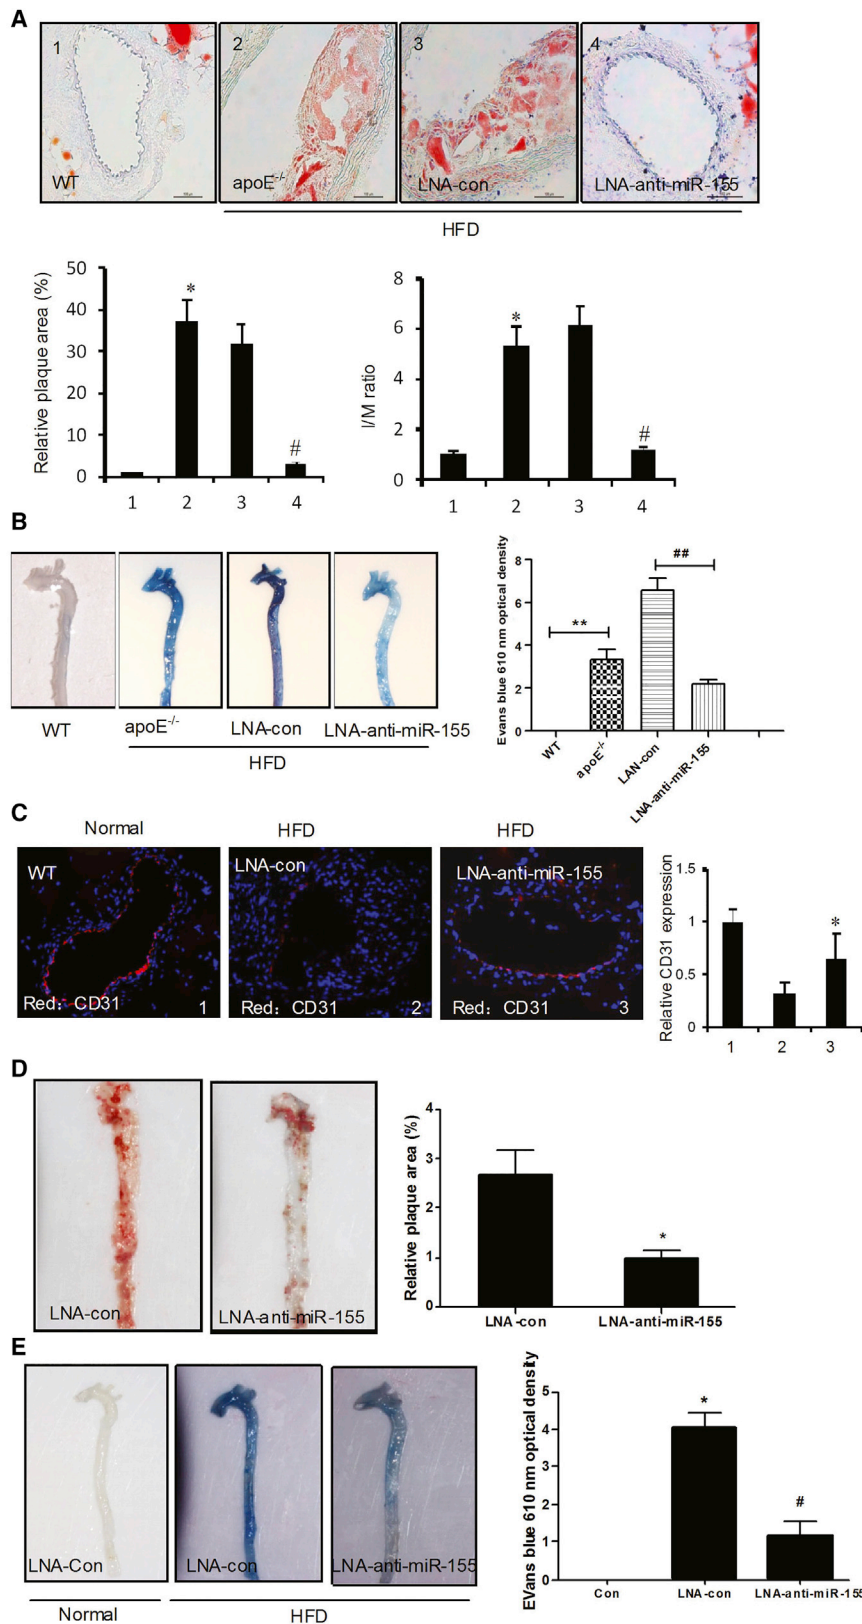 A
1
2
3
4
WT
apoE-/-
LNA-con
LNA-anti-miR-155
HFD
Relative plaque area (%)
50
40
30
20
10
0
1
2
3
4
I/M ratio
8
6
4
2
0
1
2
3
4
*
#
*
#
B
WT
apoE-/-
LNA-con
LNA-anti-miR-155
HFD
Evans blue 610 nm optical density
8
6
4
2
0
**
##
WT
apoE-/-
LAN-con
LNA-anti-miR-155
C
Normal
HFD
HFD
WT
LNA-con
LNA-anti-miR-155
Red: CD31
1
Red: CD31
2
Red: CD31
3
Relative CD31 expression
1.5
1
0.5
0
*
1
2
3
D
LNA-con
LNA-anti-miR-155
Relative plaque area (%)
4
3
2
1
0
*
LNA-con
LNA-anti-miR-155
E
LNA-Con
LNA-con
LNA-anti-miR-155
Normal
HFD
EVans blue 610 nm optical density
5
4
3
2
1
0
*
#
Con
LNA-con
LNA-anti-miR-155